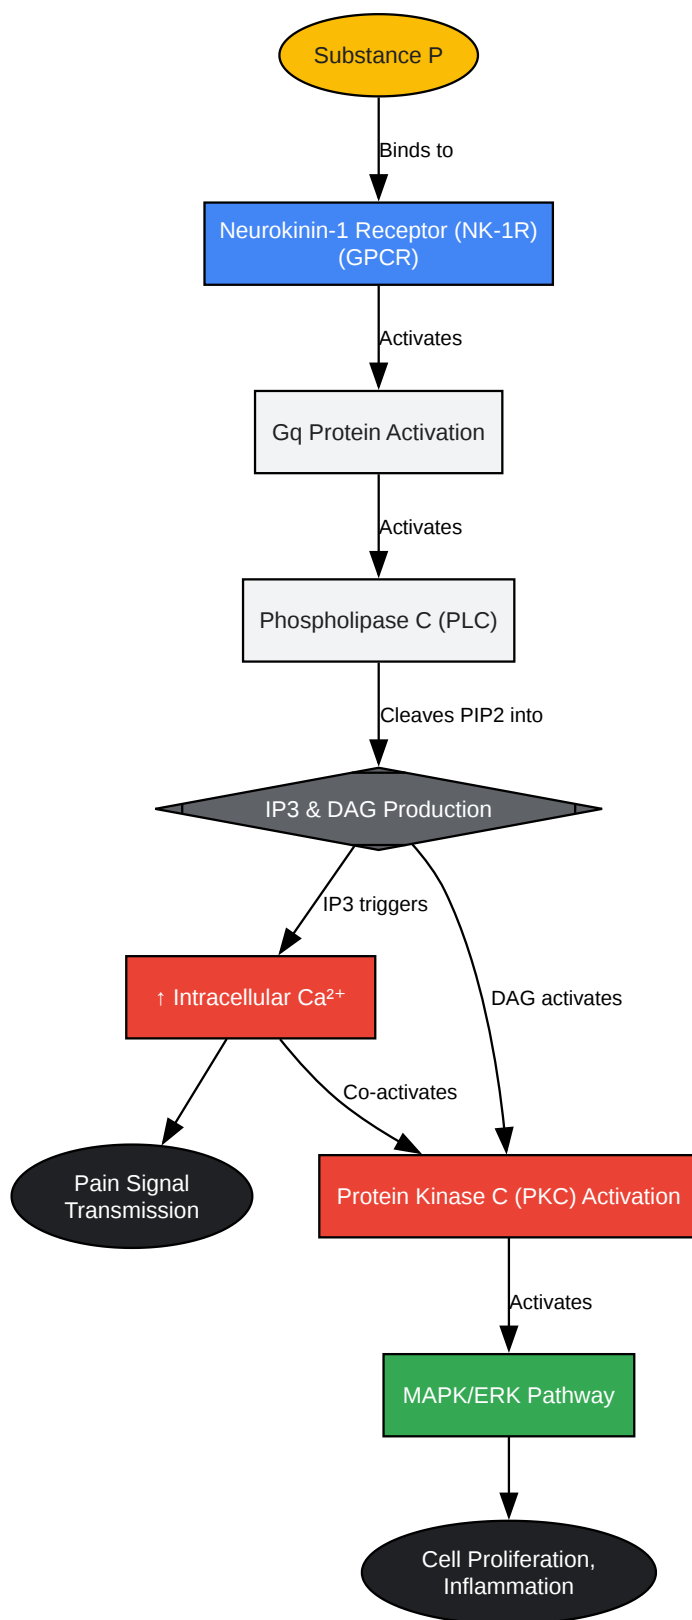 Substance P
Binds to
Neurokinin-1 Receptor (NK-1R)
(GPCR)
Activates
Gq Protein Activation
Activates
Phospholipase C (PLC)
Cleaves PIP2 into
IP3 & DAG Production
IP3 triggers
↑ Intracellular Ca²⁺
DAG activates
Co-activates
Pain Signal
Transmission
Protein Kinase C (PKC) Activation
Activates
MAPK/ERK Pathway
Cell Proliferation,
Inflammation